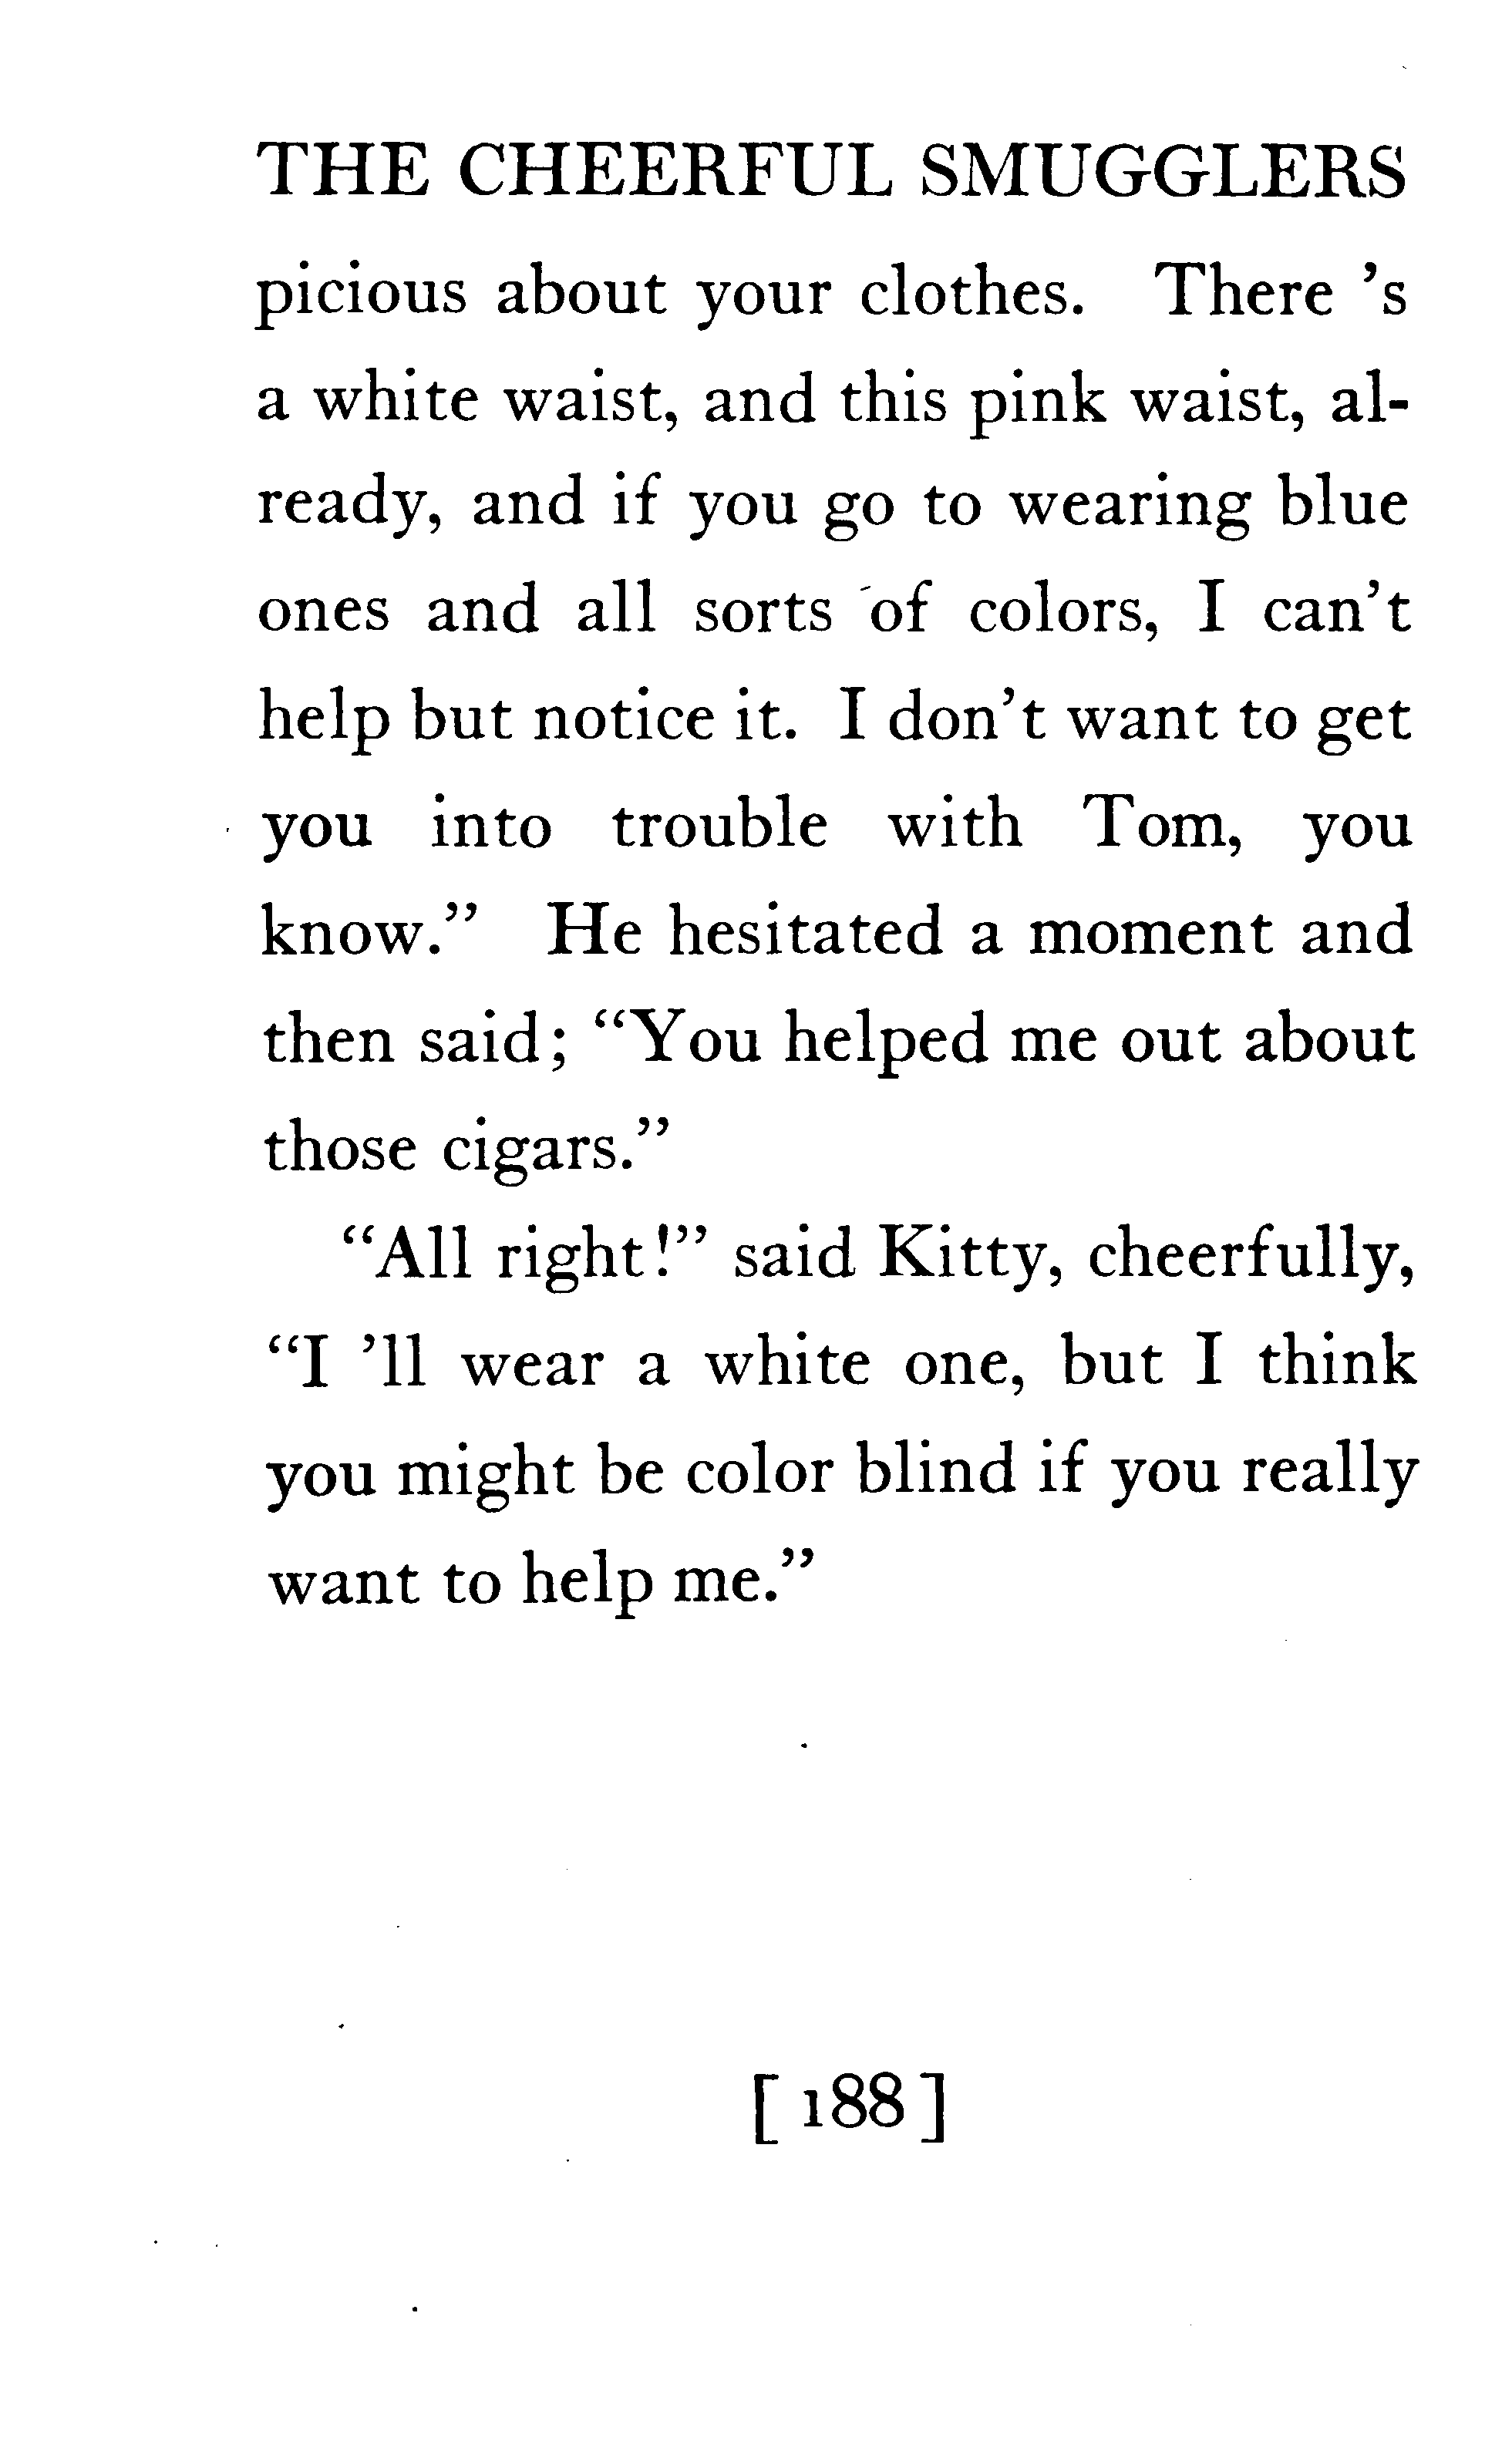 THE CHEERFUL SMUGGLERS
picious about your clothes. There 's
a white waist, and this pink waist, al-
ready, and if you go to wearing blue
ones and all sorts of colors, I can't
help but notice it. I don't want to get
you into trouble with Tom, you
know." He hesitated a moment and
then said; "You helped me out about
those cigars."
"All right!" said Kitty, cheerfully,
"I 'll wear a white one, but I think
you might be color blind if you really
want to help me."
[188]